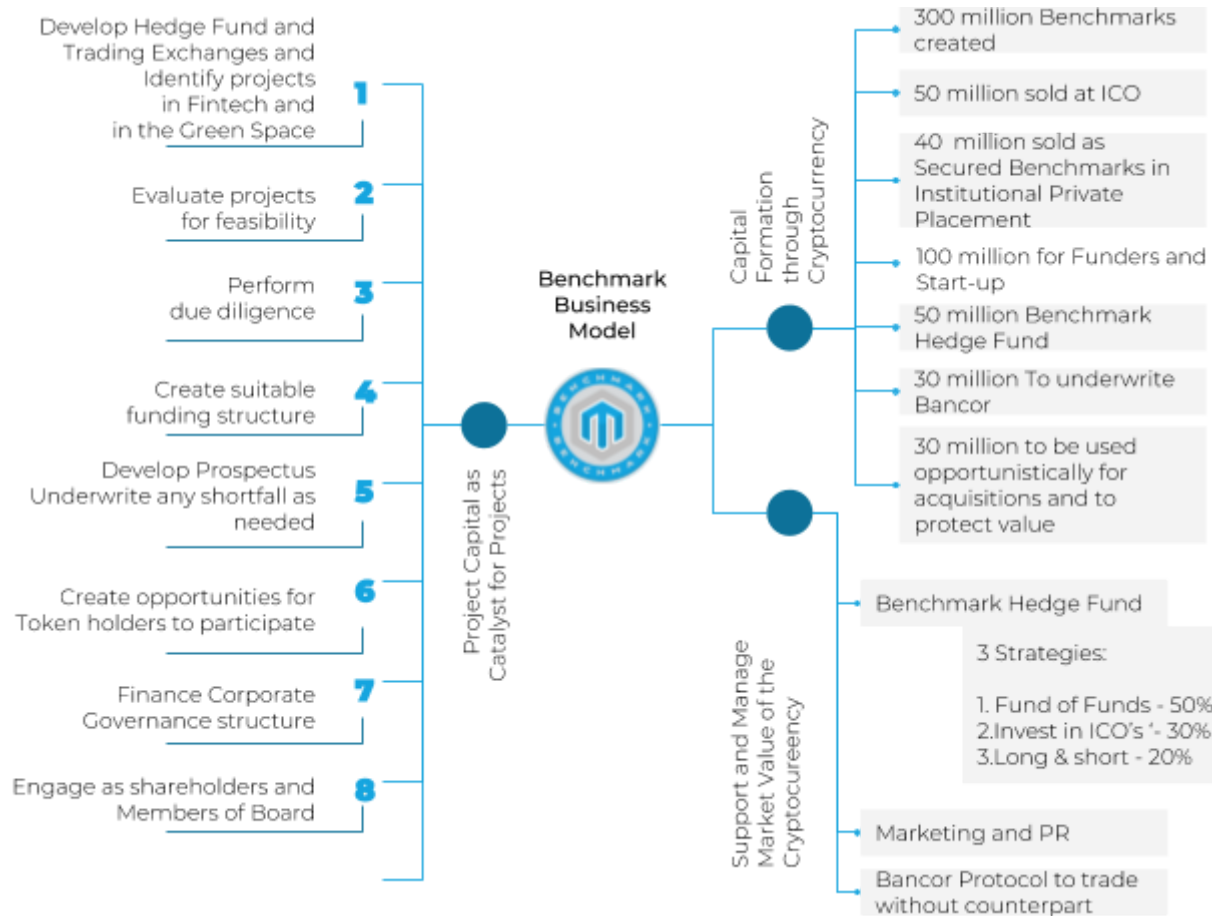 Develop Hedge Fund and
Trading Exchanges and
Identify projects
in Fintech and
in the Green Space
1
Evaluate projects
for feasibility
2
Perform
due diligence
3
Create suitable
funding structure
4
Develop Prospectus
Underwrite any shortfall as
needed
5
Create opportunities for
Token holders to participate
6
Finance Corporate
Governance structure
7
Engage as shareholders and
Members of Board
8
Project Capital as
Catalyst for Projects
Benchmark
Business
Model
BENCHMARK
BENCHMARK
Capital
Formation
through
Cryptocurrency
300 million Benchmarks
created
50 million sold at ICO
40 million sold as
Secured Benchmarks in
Institutional Private
Placement
100 million for Funders and
Start-up
50 million Benchmark
Hedge Fund
30 million To underwrite
Bancor
30 million to be used
opportunistically for
acquisitions and to
protect value
Support and Manage
Market Value of the
Cryptocureency
Benchmark Hedge Fund
3 Strategies:
1. Fund of Funds - 50%
2.Invest in ICO's '- 30%
3.Long & short - 20%
Marketing and PR
Bancor Protocol to trade
without counterpart